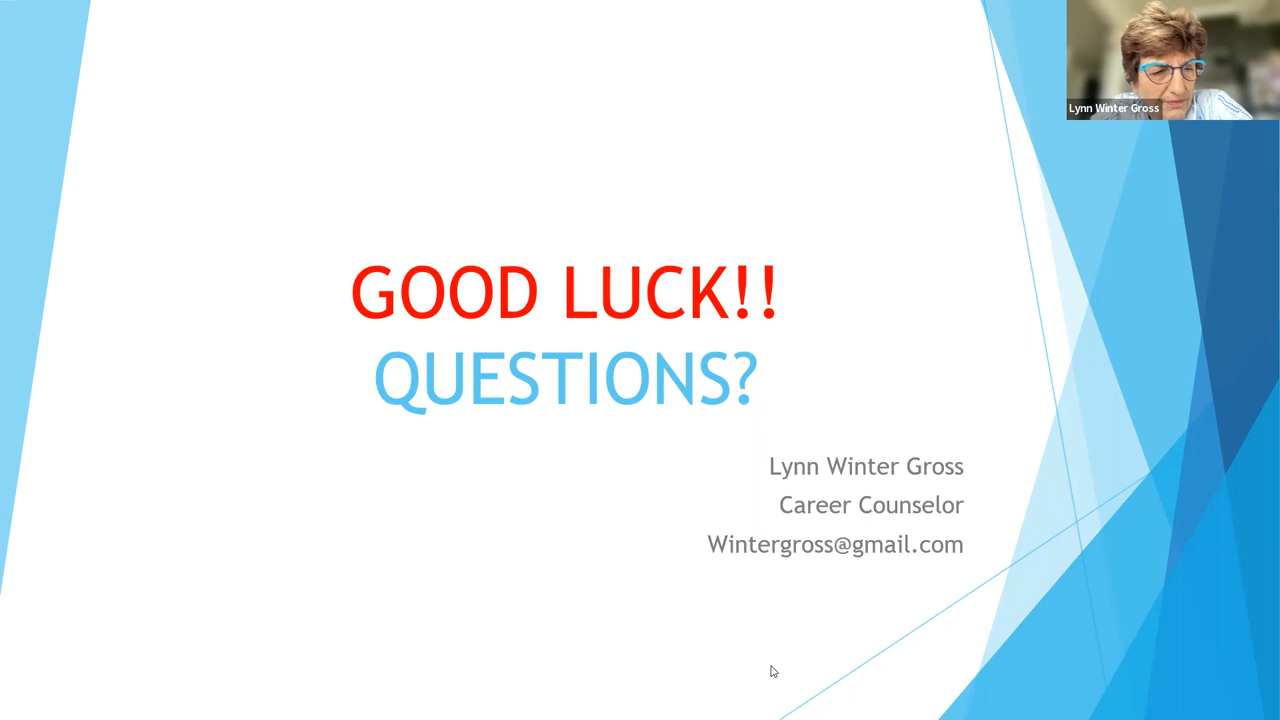 Lynn Winter Gross
GOOD LUCK!!
QUESTIONS?
Lynn Winter Gross
Career Counselor
Wintergross@gmail.com